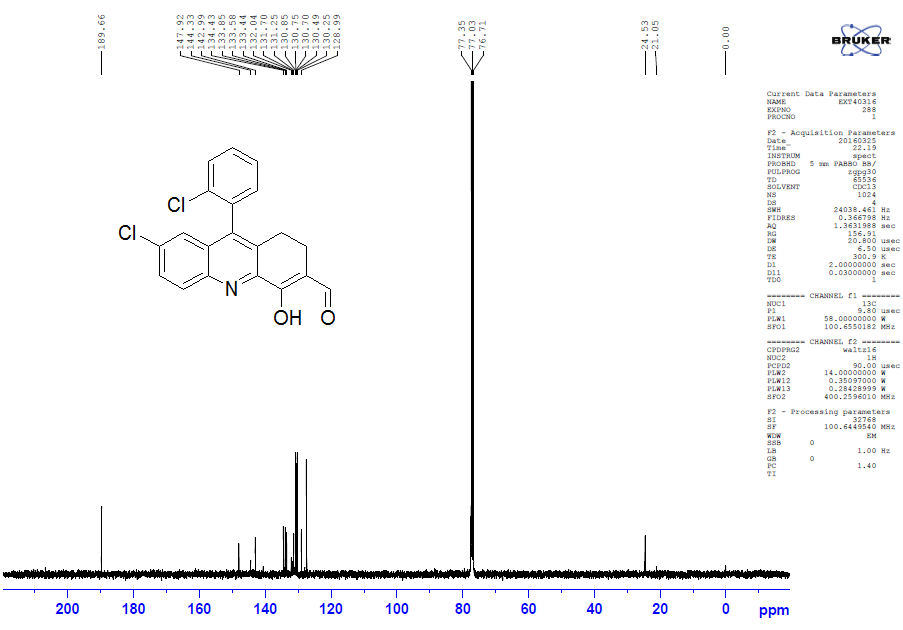 189.66
147.92
144.33
142.99
134.43
133.85
133.58
133.44
132.04
131.70
131.25
130.85
130.75
130.70
130.49
130.25
128.99
77.35
77.03
76.71
24.53
21.05
0.00
BRUKER
Current Data Parameters
NAME EXT40316
EXPNO 288
PROCNO 1
F2 - Acquisition Parameters
Date_ 20160325
Time 22.19
INSTRUM spect
PROBHD 5 mm PABBO BB/
PULPROG zgpg30
TD 65536
SOLVENT CDCl3
NS 1024
DS 4
SWH 24038.461 Hz
FIDRES 0.366798 Hz
AQ 1.3631988 sec
RG 156.91
DW 20.800 usec
DE 6.50 usec
TE 300.9 K
D1 2.00000000 sec
D11 0.03000000 sec
TD0 1
======== CHANNEL f1 ========
NUC1 13C
P1 9.80 usec
PLW1 58.00000000 W
SFO1 100.6550182 MHz
======== CHANNEL f2 ========
CPDPRG2 waltz16
NUC2 1H
PCPD2 90.00 usec
PLW2 14.00000000 W
PLW12 0.35097000 W
PLW13 0.28428999 W
SFO2 400.2596010 MHz
F2 - Processing parameters
SI 32768
SF 100.6449540 MHz
WDW EM
SSB 0
LB 1.00 Hz
GB 0
PC 1.40
TI
Cl
Cl
N
OH O
200 180 160 140 120 100 80 60 40 20 0 ppm